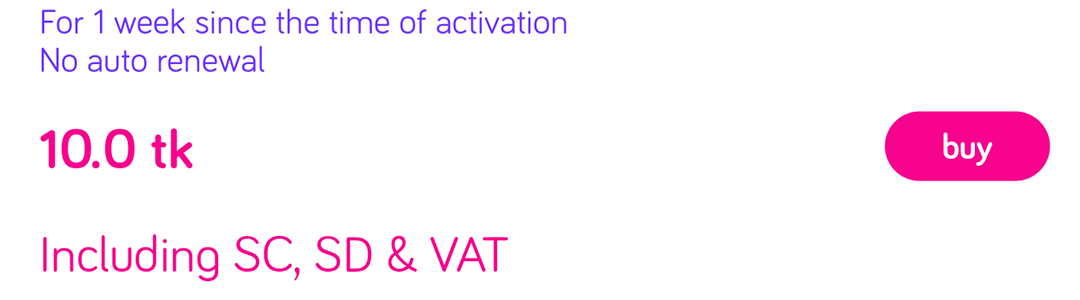 For 1 week since the time of activation
No auto renewal
10.0 tk
buy
Including SC, SD & VAT